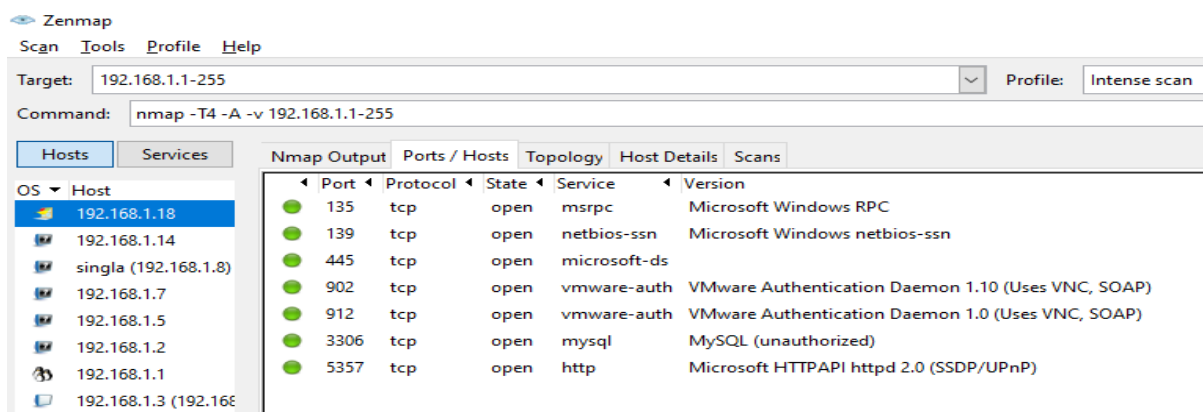 Zenmap
Scan Tools Profile Help
Target: 192.168.1.1-255 Profile: Intense scan
Command: nmap -T4 -A -v 192.168.1.1-255
Hosts Services Nmap Output Ports / Hosts Topology Host Details Scans
OS Host Port Protocol State Service Version
192.168.1.18 135 tcp open msrpc Microsoft Windows RPC
192.168.1.14 139 tcp open netbios-ssn Microsoft Windows netbios-ssn
singla (192.168.1.8) 445 tcp open microsoft-ds
192.168.1.7 902 tcp open vmware-auth VMware Authentication Daemon 1.10 (Uses VNC, SOAP)
192.168.1.5 912 tcp open vmware-auth VMware Authentication Daemon 1.0 (Uses VNC, SOAP)
192.168.1.2 3306 tcp open mysql MySQL (unauthorized)
192.168.1.1 5357 tcp open http Microsoft HTTPAPI httpd 2.0 (SSDP/UPnP)
192.168.1.3 (192.168